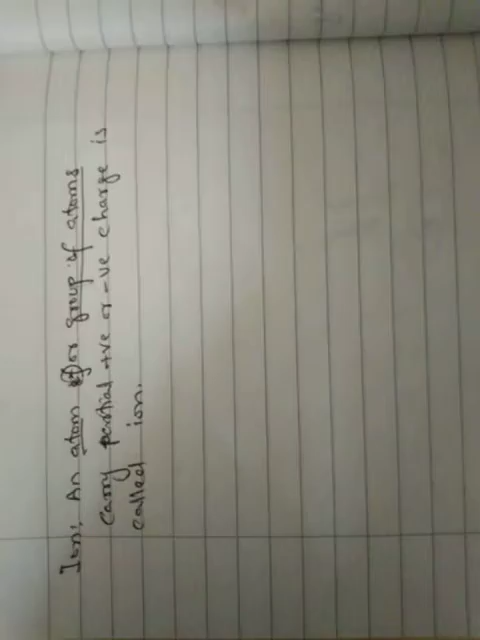 Ion: An atom or group of atoms
carry partial +ve or -ve charge is
called ion.